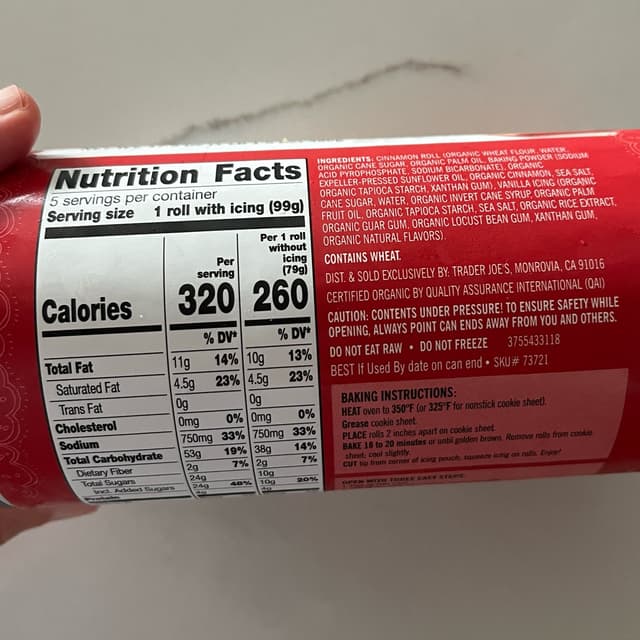 Nutrition Facts
5 servings per container
Serving size 1 roll with icing (99g)
Per serving
Per 1 roll without icing (79g)
Calories 320 260
% DV* % DV*
Total Fat 11g 14% 10g 13%
Saturated Fat 4.5g 23% 4.5g 23%
Trans Fat 0g 0g
Cholesterol 0mg 0% 0mg 0%
Sodium 750mg 33% 750mg 33%
Total Carbohydrate 53g 19% 38g 14%
Dietary Fiber 2g 7% 2g 7%
Total Sugars 24g 10g
Incl. Added Sugars 24g 48% 10g 20%
Protein 4g 4g
INGREDIENTS: CINNAMON ROLL (ORGANIC WHEAT FLOUR, WATER,
ORGANIC CANE SUGAR, ORGANIC PALM OIL, BAKING POWDER (SODIUM
ACID PYROPHOSPHATE, SODIUM BICARBONATE), ORGANIC
EXPELLER-PRESSED SUNFLOWER OIL, ORGANIC CINNAMON, SEA SALT,
ORGANIC TAPIOCA STARCH, XANTHAN GUM), VANILLA ICING (ORGANIC
CANE SUGAR, WATER, ORGANIC INVERT CANE SYRUP, ORGANIC PALM
FRUIT OIL, ORGANIC TAPIOCA STARCH, SEA SALT, ORGANIC RICE EXTRACT,
ORGANIC GUAR GUM, ORGANIC LOCUST BEAN GUM, XANTHAN GUM,
ORGANIC NATURAL FLAVORS).
CONTAINS WHEAT.
DIST. & SOLD EXCLUSIVELY BY: TRADER JOE'S, MONROVIA, CA 91016
CERTIFIED ORGANIC BY QUALITY ASSURANCE INTERNATIONAL (QAI)
CAUTION: CONTENTS UNDER PRESSURE! TO ENSURE SAFETY WHILE
OPENING, ALWAYS POINT CAN ENDS AWAY FROM YOU AND OTHERS.
DO NOT EAT RAW • DO NOT FREEZE 3755433118
BEST If Used By date on can end • SKU# 73721
BAKING INSTRUCTIONS:
HEAT oven to 350°F (or 325°F for nonstick cookie sheet).
Grease cookie sheet.
PLACE rolls 2 inches apart on cookie sheet.
BAKE 18 to 20 minutes or until golden brown. Remove rolls from cookie
sheet; cool slightly.
CUT tip from corner of icing pouch, squeeze icing on rolls. Enjoy!
OPEN WITH THREE EASY STEPS: